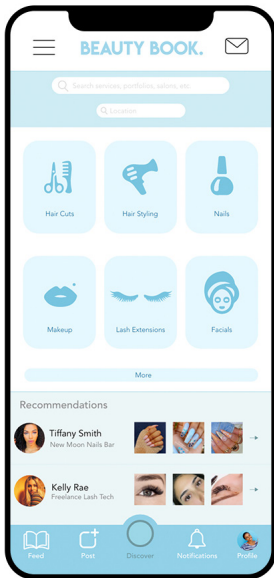 BEAUTY BOOK.
Search services, portfolios, salons, etc.
Location
Hair Cuts
Hair Styling
Nails
Makeup
Lash Extensions
Facials
More
Recommendations
Tiffany Smith
New Moon Nails Bar
Kelly Rae
Freelance Lash Tech
Feed
Post
Discover
Notifications
Profile